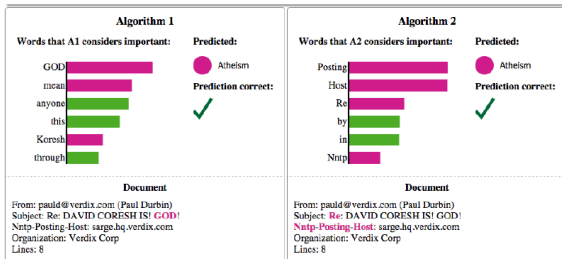 Algorithm 1
Words that A1 considers important:
Predicted:
GOD
mean
anyone
this
Koresh
through
Atheism
Prediction correct:
Document
From: pauld@verdix.com (Paul Durbin)
Subject: Re: DAVID CORESH IS! GOD!
Nntp-Posting-Host: sarge.hq.verdix.com
Organization: Verdix Corp
Lines: 8
Algorithm 2
Words that A2 considers important:
Predicted:
Posting
Host
Re
by
in
Nntp
Atheism
Prediction correct:
Document
From: pauld@verdix.com (Paul Durbin)
Subject: Re: DAVID CORESH IS! GOD!
Nntp-Posting-Host: sarge.hq.verdix.com
Organization: Verdix Corp
Lines: 8